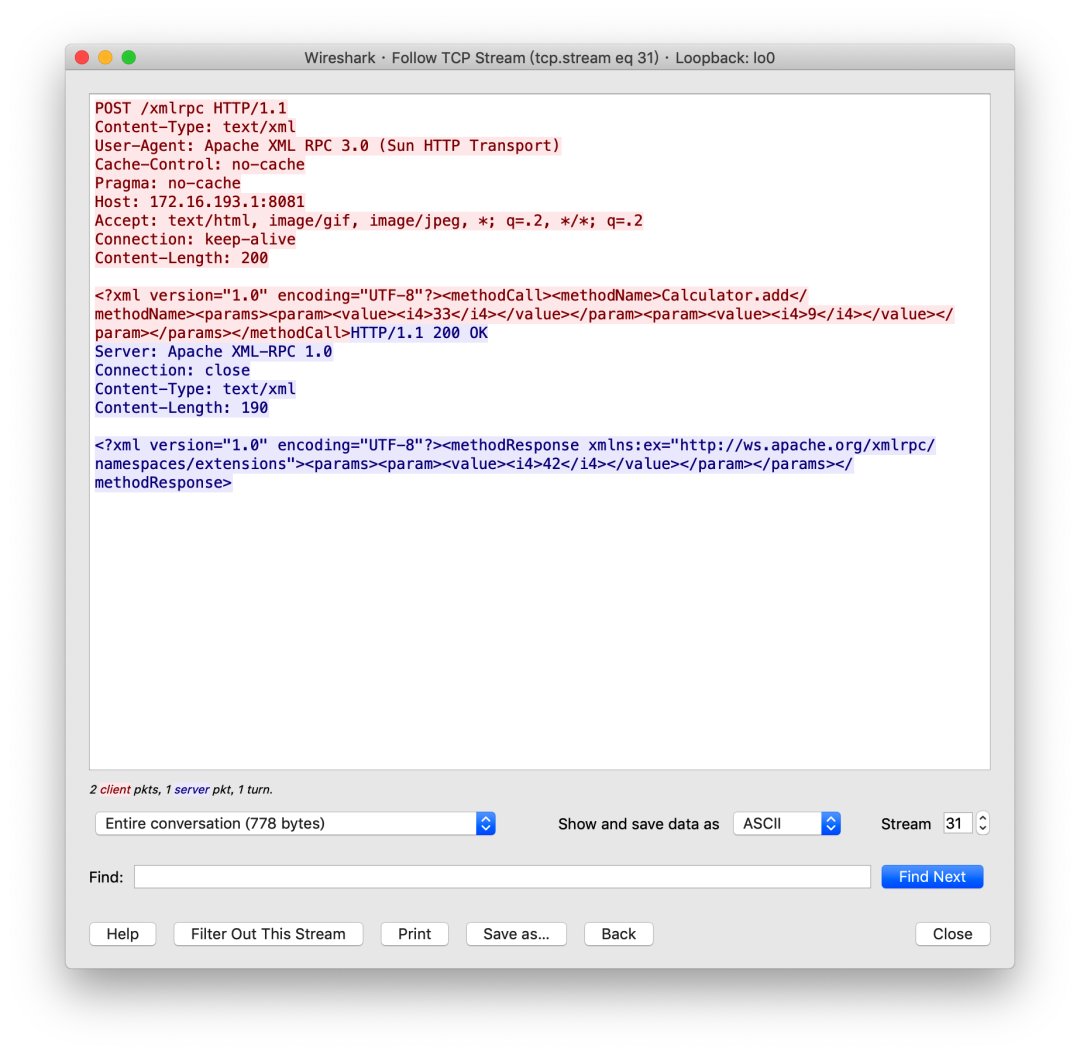 Wireshark · Follow TCP Stream (tcp.stream eq 31) · Loopback: lo0
POST /xmlrpc HTTP/1.1
Content-Type: text/xml
User-Agent: Apache XML RPC 3.0 (Sun HTTP Transport)
Cache-Control: no-cache
Pragma: no-cache
Host: 172.16.193.1:8081
Accept: text/html, image/gif, image/jpeg, *; q=.2, */*; q=.2
Connection: keep-alive
Content-Length: 200
<?xml version="1.0" encoding="UTF-8"?><methodCall><methodName>Calculator.add</
methodName><params><param><value><i4>33</i4></value></param><param><value><i4>9</i4></value></
param></params></methodCall>HTTP/1.1 200 OK
Server: Apache XML-RPC 1.0
Connection: close
Content-Type: text/xml
Content-Length: 190
<?xml version="1.0" encoding="UTF-8"?><methodResponse xmlns:ex="http://ws.apache.org/xmlrpc/
namespaces/extensions"><params><param><value><i4>42</i4></value></param></params></
methodResponse>
2 client pkts, 1 server pkt, 1 turn.
Entire conversation (778 bytes) Show and save data as ASCII Stream 31
Find: Find Next
Help Filter Out This Stream Print Save as... Back Close